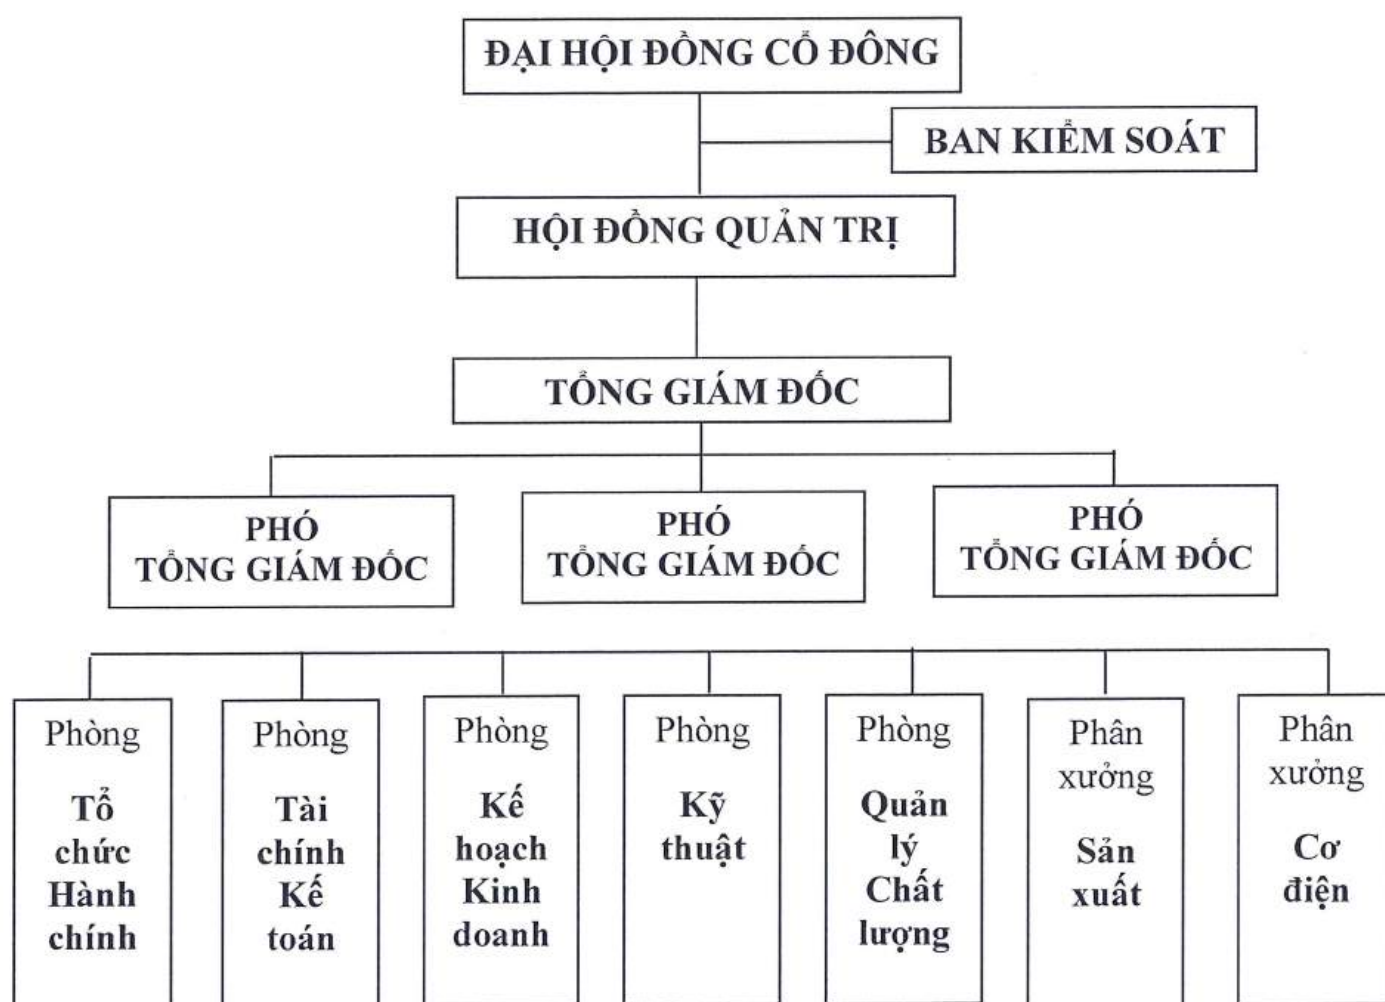 ĐẠI HỘI ĐỒNG CỔ ĐÔNG
BAN KIỂM SOÁT
HỘI ĐỒNG QUẢN TRỊ
TỔNG GIÁM ĐỐC
PHÓ
TỔNG GIÁM ĐỐC
PHÓ
TỔNG GIÁM ĐỐC
PHÓ
TỔNG GIÁM ĐỐC
Phòng
Tổ
chức
Hành
chính
Phòng
Tài
chính
Kế
toán
Phòng
Kế
hoạch
Kinh
doanh
Phòng
Kỹ
thuật
Phòng
Quản
lý
Chất
lượng
Phân
xưởng
Sản
xuất
Phân
xưởng
Cơ
điện